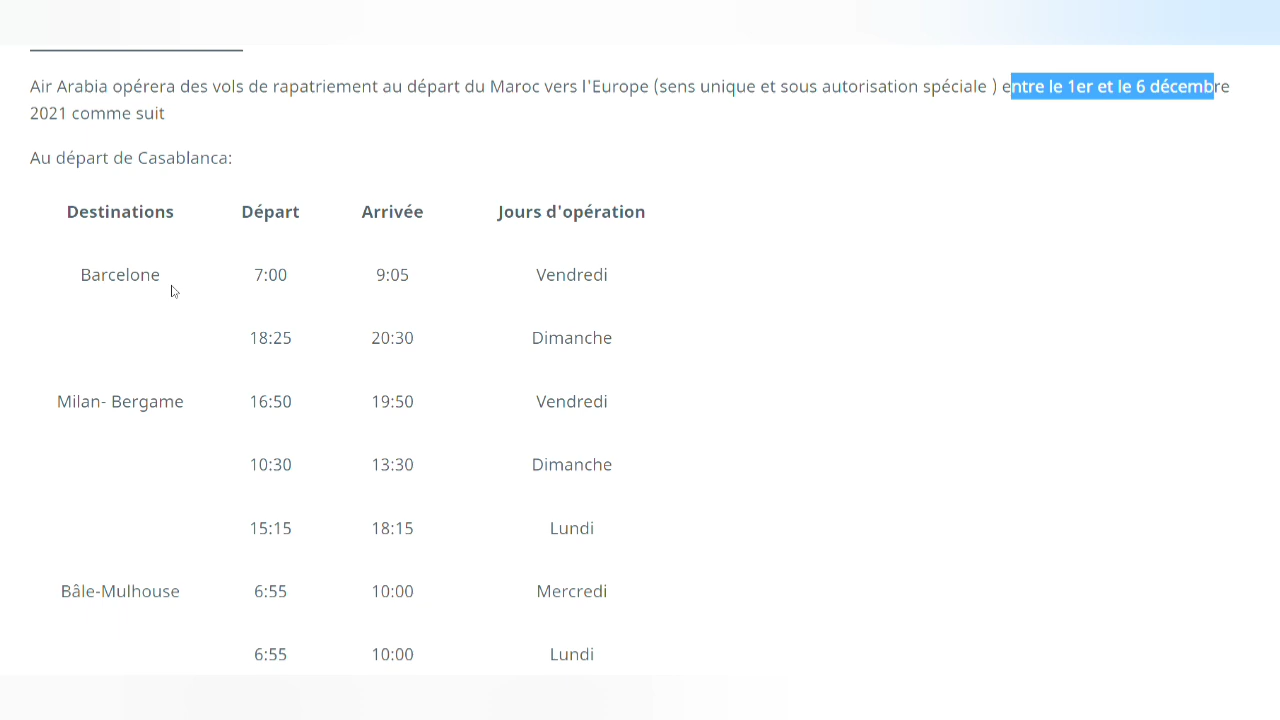 Air Arabia opérera des vols de rapatriement au départ du Maroc vers l'Europe (sens unique et sous autorisation spéciale ) entre le 1er et le 6 décembre
2021 comme suit
Au départ de Casablanca:
Destinations Départ Arrivée Jours d'opération
Barcelone 7:00 9:05 Vendredi
18:25 20:30 Dimanche
Milan- Bergame 16:50 19:50 Vendredi
10:30 13:30 Dimanche
15:15 18:15 Lundi
Bâle-Mulhouse 6:55 10:00 Mercredi
6:55 10:00 Lundi